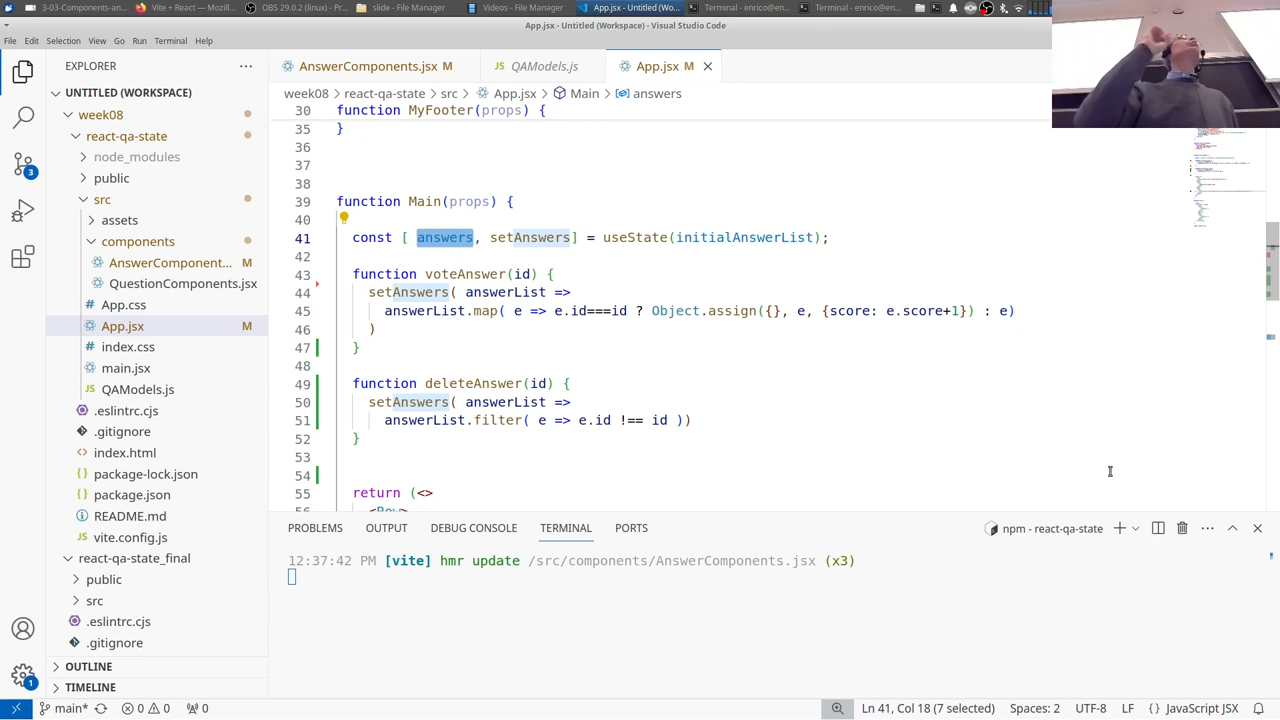 3-03-Components-an...
Vite + React — Mozill...
OBS 29.0.2 (linux) - P...
slide - File Manager
Videos - File Manager
App.jsx - Untitled (Wo...
Terminal - enrico@e...
Terminal - enrico@e...
App.jsx - Untitled (Workspace) - Visual Studio Code
File Edit Selection View Go Run Terminal Help
EXPLORER
UNTITLED (WORKSPACE)
week08
react-qa-state
node_modules
public
src
assets
components
AnswerComponent... M
QuestionComponents.jsx
App.css
App.jsx M
index.css
main.jsx
QAModels.js
.eslintrc.cjs
.gitignore
index.html
package-lock.json
package.json
README.md
vite.config.js
react-qa-state_final
public
src
.eslintrc.cjs
.gitignore
OUTLINE
TIMELINE
3
1
AnswerComponents.jsx M
QAModels.js
App.jsx M
week08 > react-qa-state > src > App.jsx > Main > answers
30 function MyFooter(props) {
35 }
36
37
38
39 function Main(props) {
40
41 const [ answers, setAnswers] = useState(initialAnswerList);
42
43 function voteAnswer(id) {
44 setAnswers( answerList =>
45 answerList.map( e => e.id===id ? Object.assign({}, e, {score: e.score+1}) : e)
46 )
47 }
48
49 function deleteAnswer(id) {
50 setAnswers( answerList =>
51 answerList.filter( e => e.id !== id ))
52 }
53
54
55 return (<>
56 <Row>
PROBLEMS OUTPUT DEBUG CONSOLE TERMINAL PORTS
npm - react-qa-state
12:37:42 PM [vite] hmr update /src/components/AnswerComponents.jsx (x3)
main* 0 0 0
Ln 41, Col 18 (7 selected) Spaces: 2 UTF-8 LF {} JavaScript JSX